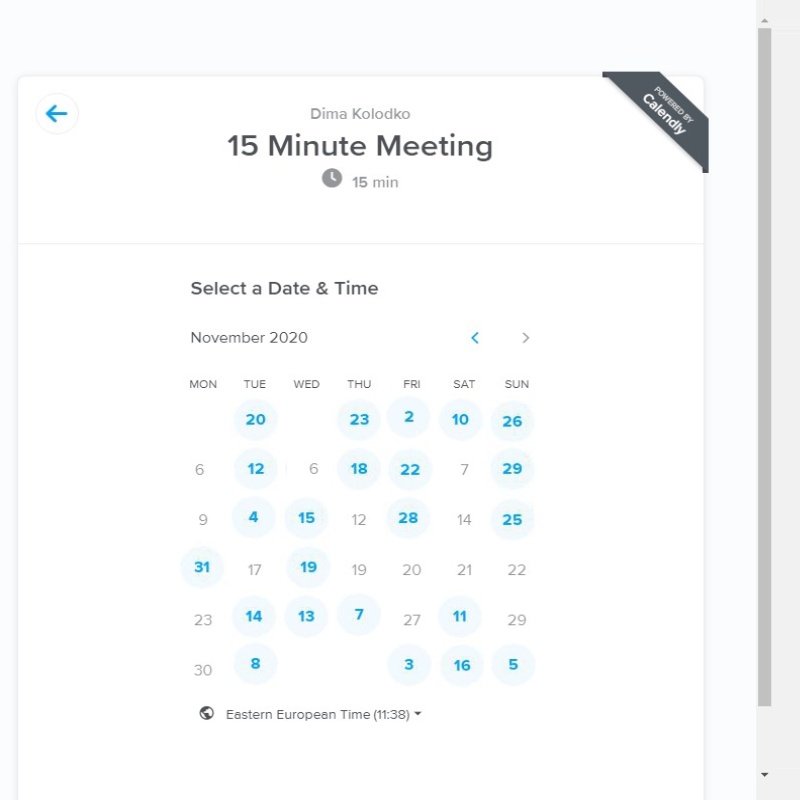 POWERED BY
Calendly
Dima Kolodko
15 Minute Meeting
15 min
Select a Date & Time
November 2020
MON TUE WED THU FRI SAT SUN
20 23 2 10 26
6 12 6 18 22 7 29
9 4 15 12 28 14 25
31 17 19 19 20 21 22
23 14 13 7 27 11 29
30 8 3 16 5
Eastern European Time (11:38)